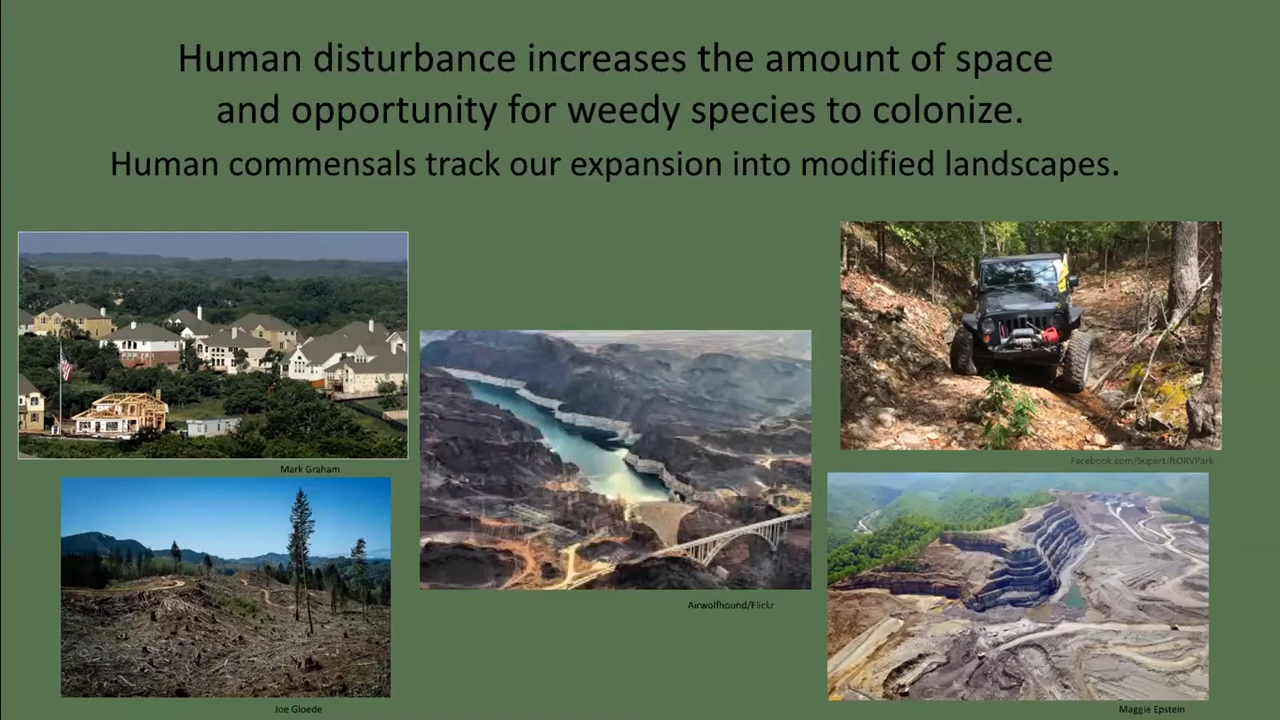 Human disturbance increases the amount of space
and opportunity for weedy species to colonize.
Human commensals track our expansion into modified landscapes.
Mark Graham
Facebook.com/SuperLiftORVPark
Airwolfhound/Flickr
Joe Gloede
Maggie Epstein